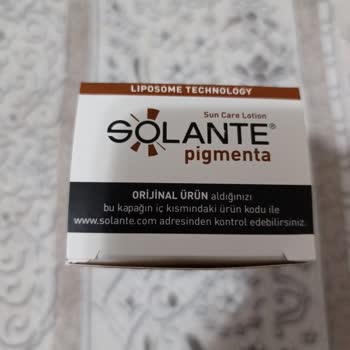 LIPOSOME TECHNOLOGY
Sun Care Lotion
SOLANTE®
pigmenta
ORİJİNAL ÜRÜN aldığınızı
bu kapağın iç kısmındaki ürün kodu ile
www.solante.com adresinden kontrol edebilirsiniz.